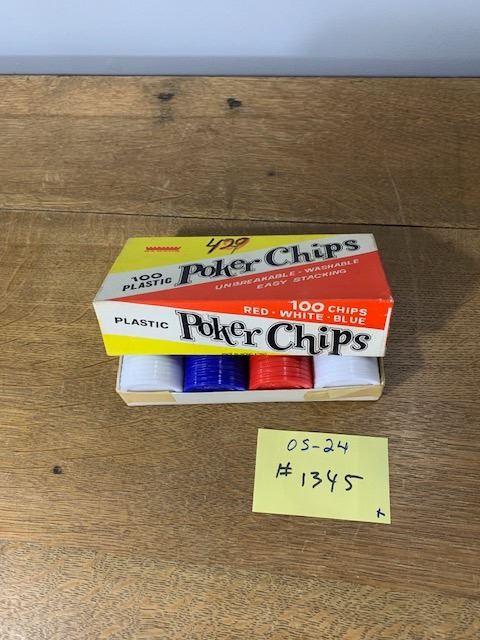 429
100
PLASTIC
Poker Chips
UNBREAKABLE - WASHABLE
EASY STACKING
PLASTIC
Poker Chips
100 CHIPS
RED - WHITE - BLUE
OS-24
# 1345